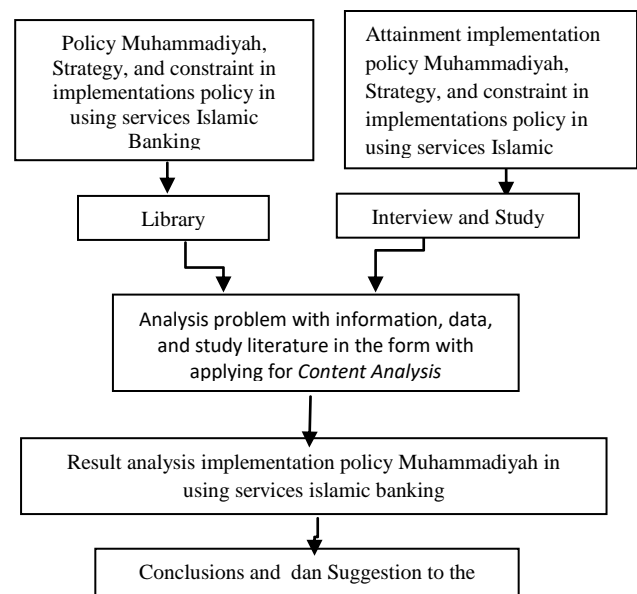 Policy Muhammadiyah,
Strategy, and constraint in
implementations policy in
using services Islamic
Banking
Attainment implementation
policy Muhammadiyah,
Strategy, and constraint in
implementations policy in
using services Islamic
Library
Interview and Study
Analysis problem with information, data,
and study literature in the form with
applying for Content Analysis
Result analysis implementation policy Muhammadiyah in
using services islamic banking
Conclusions and  dan Suggestion to the